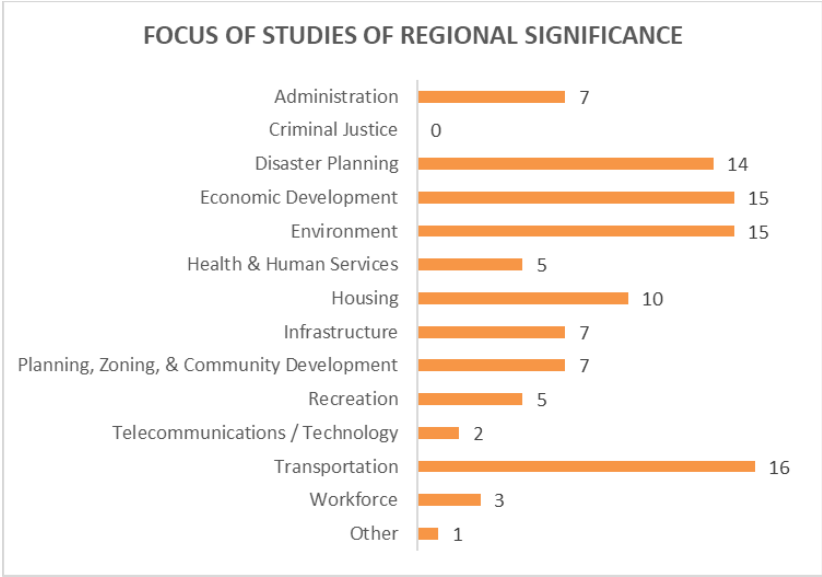 FOCUS OF STUDIES OF REGIONAL SIGNIFICANCE
Administration 7
Criminal Justice 0
Disaster Planning 14
Economic Development 15
Environment 15
Health & Human Services 5
Housing 10
Infrastructure 7
Planning, Zoning, & Community Development 7
Recreation 5
Telecommunications / Technology 2
Transportation 16
Workforce 3
Other 1